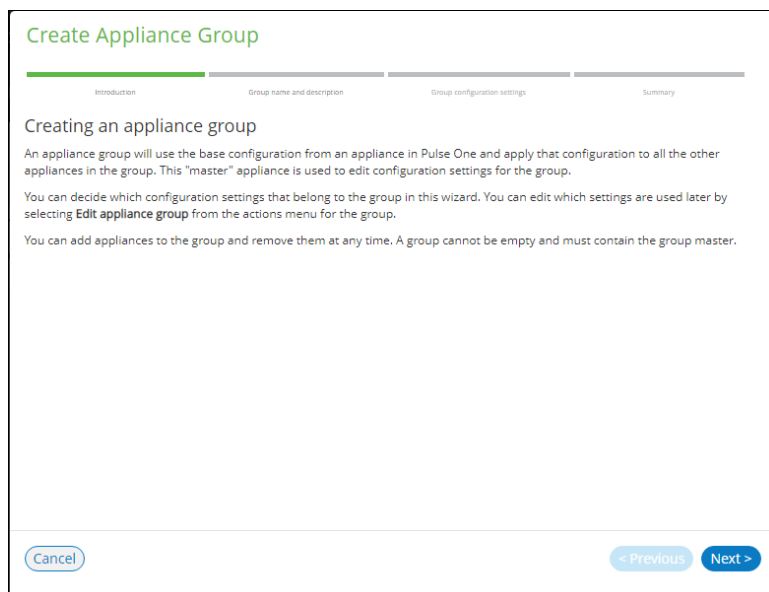 Create Appliance Group
Introduction
Group name and description
Group configuration settings
Summary
Creating an appliance group
An appliance group will use the base configuration from an appliance in Pulse One and apply that configuration to all the other
appliances in the group. This "master" appliance is used to edit configuration settings for the group.
You can decide which configuration settings that belong to the group in this wizard. You can edit which settings are used later by
selecting Edit appliance group from the actions menu for the group.
You can add appliances to the group and remove them at any time. A group cannot be empty and must contain the group master.
Cancel
< Previous
Next >